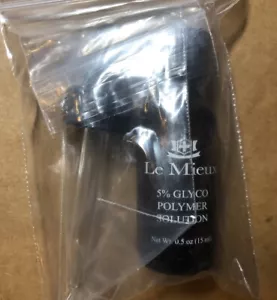 Le Mieux
5% GLYCO
POLYMER
SOLUTION
Net Wt. 0.5 oz (15 ml)